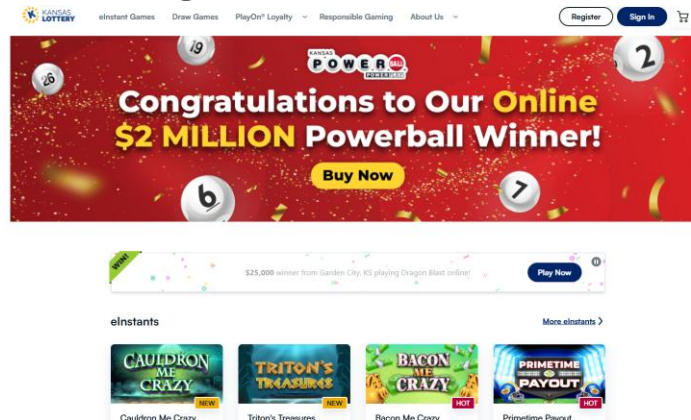 KANSAS
LOTTERY
eInstant Games
Draw Games
PlayOn® Loyalty
Responsible Gaming
About Us
Register
Sign In
26
19
2
KANSAS
POWERBALL
POWER PLAY
Congratulations to Our Online
$2 MILLION Powerball Winner!
Buy Now
6
7
WIN!
$25,000 winner from Garden City, KS playing Dragon Blast online!
Play Now
eInstants
More eInstants
CAULDRON
ME
CRAZY
NEW
TRITON'S
TREASURES
NEW
BACON
ME
CRAZY
HOT
PRIMETIME
PAYOUT
HOT
Cauldron Me Crazy
Triton's Treasures
Bacon Me Crazy
Primetime Payout